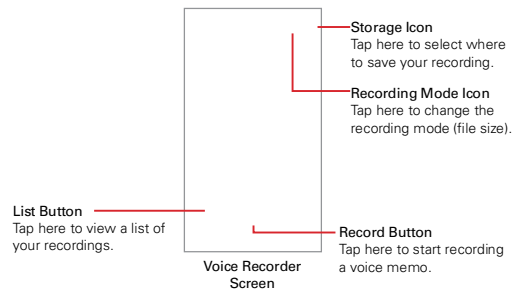 Storage Icon
Tap here to select where
to save your recording.
Recording Mode Icon
Tap here to change the
recording mode (file size).
List Button
Tap here to view a list of
your recordings.
Record Button
Tap here to start recording
a voice memo.
Voice Recorder
Screen